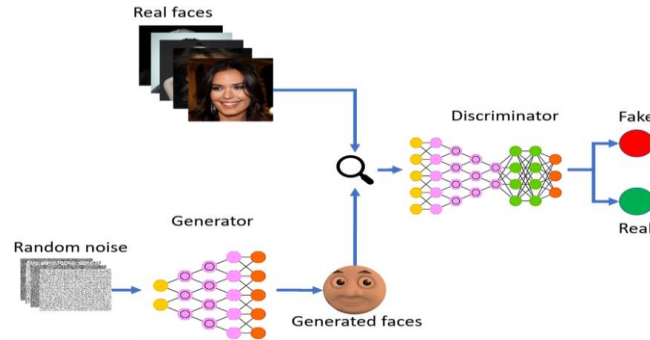 Real faces
Discriminator
Fake
Generator
Real
Random noise
Generated faces